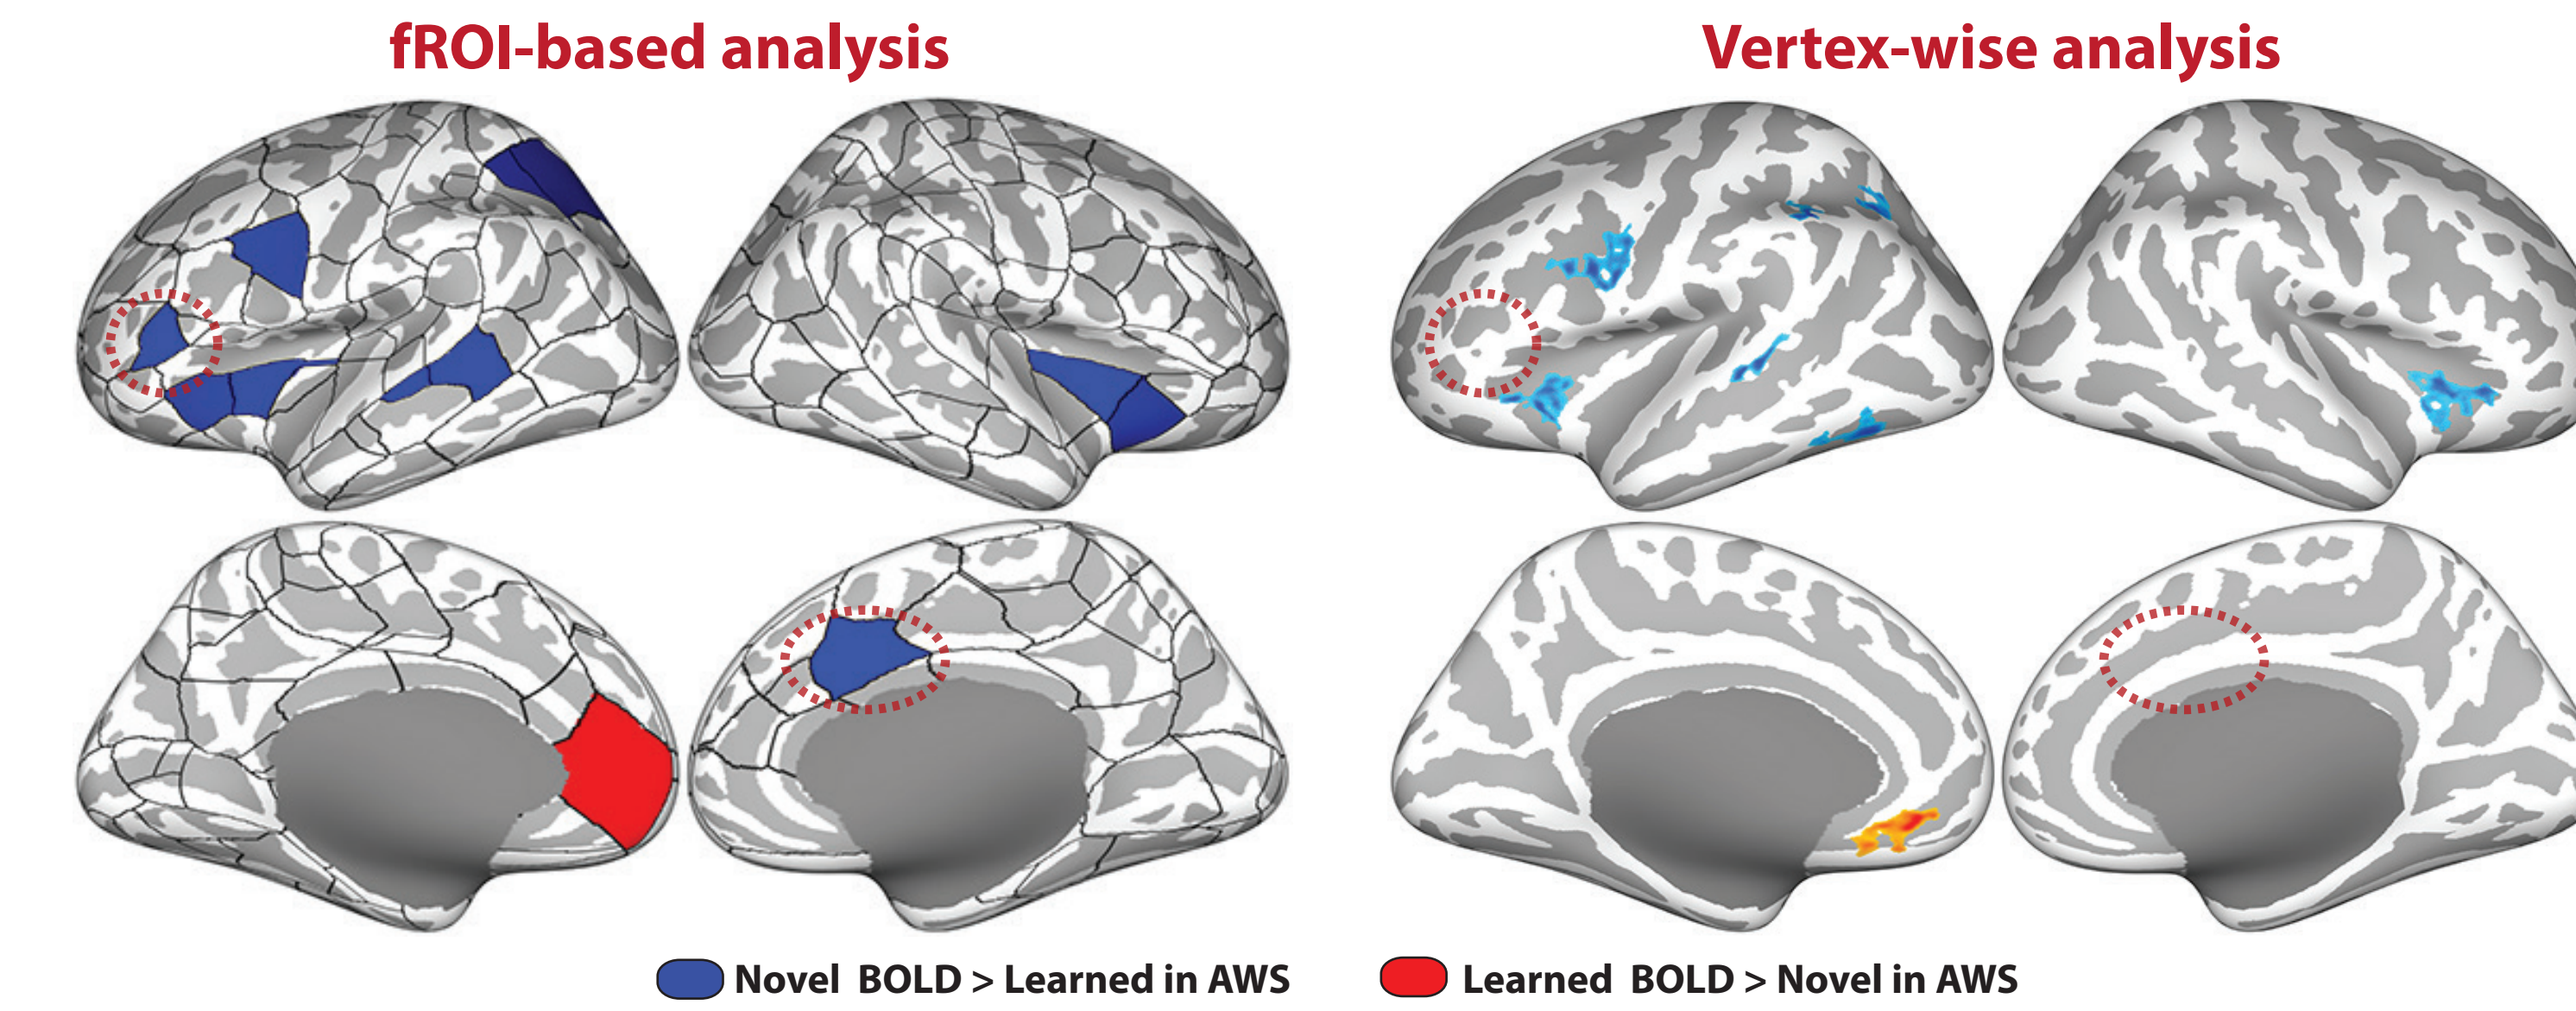 fROI-based analysis
Vertex-wise analysis
Novel BOLD > Learned in AWS
Learned BOLD > Novel in AWS